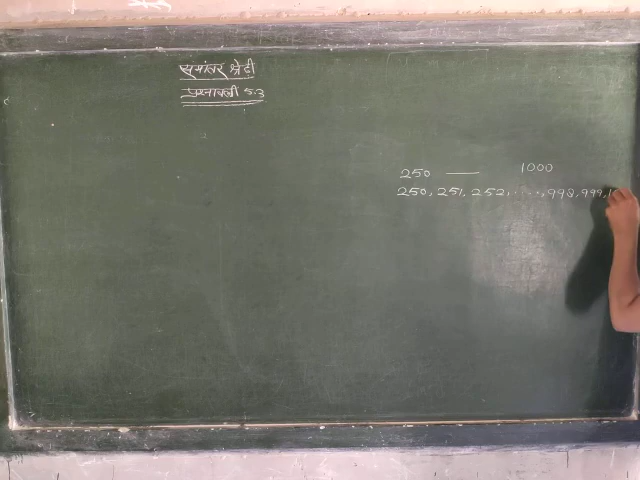 समांतर श्रेढ़ी
प्रश्नावली 5.3
250 — 1000
250, 251, 252, ....., 998, 999, 1